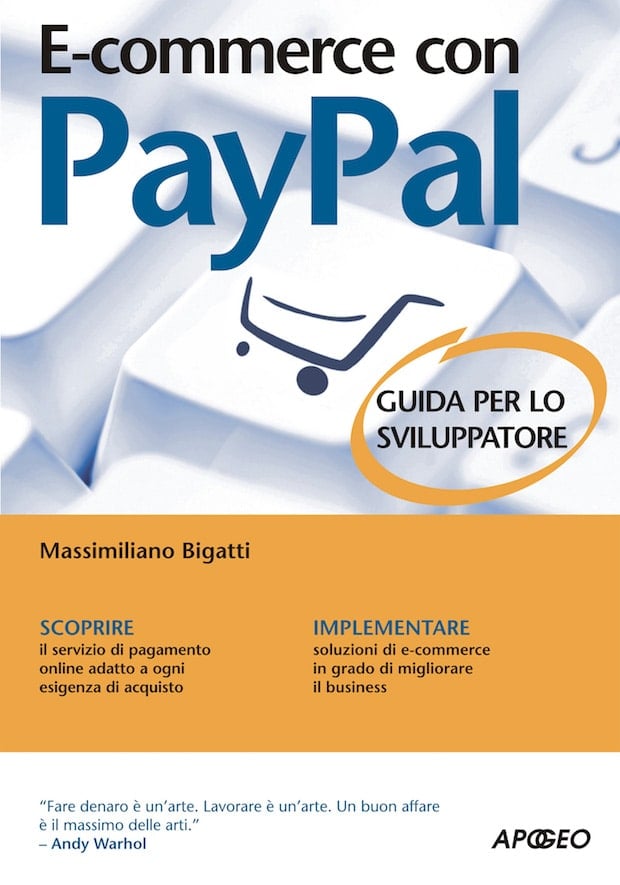 E-commerce con
PayPal
GUIDA PER LO
SVILUPPATORE
Massimiliano Bigatti
SCOPRIRE
il servizio di pagamento
online adatto a ogni
esigenza di acquisto
IMPLEMENTARE
soluzioni di e-commerce
in grado di migliorare
il business
“Fare denaro è un’arte. Lavorare è un’arte. Un buon affare
è il massimo delle arti.”
– Andy Warhol
APOGEO